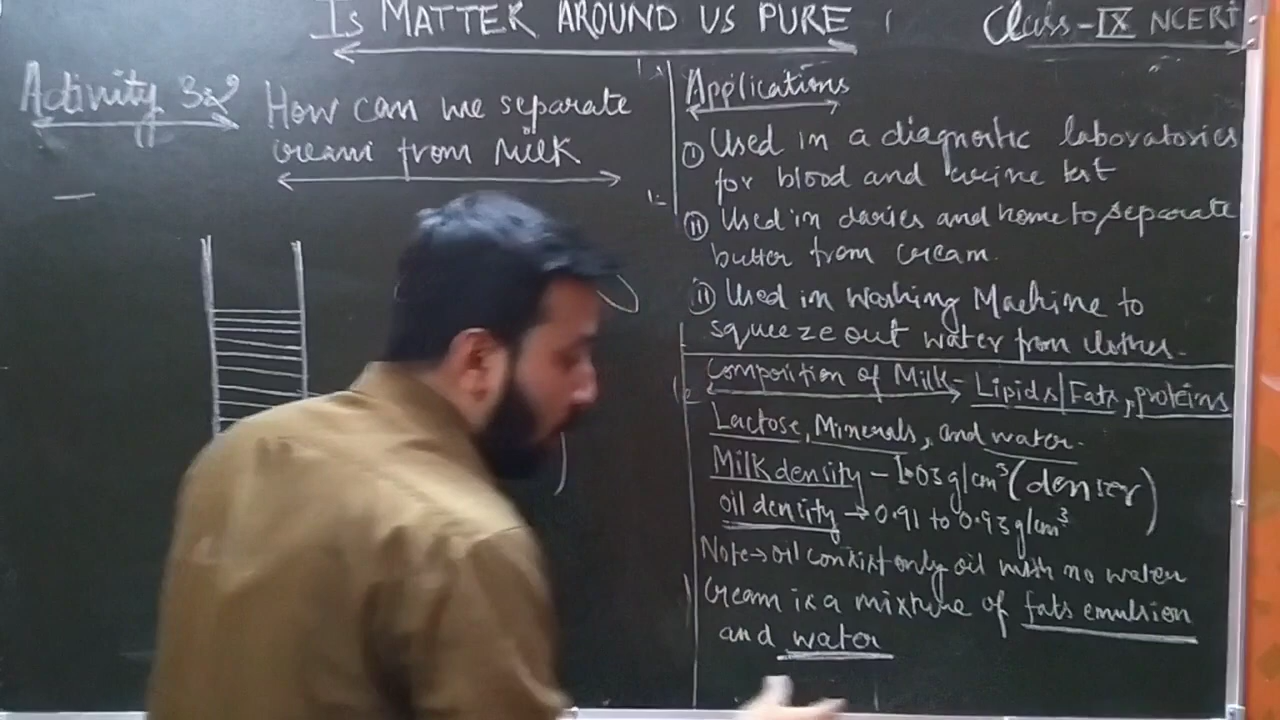 Is MATTER AROUND US PURE
Class-IX NCERT
Activity 3.2
How can we separate
cream from Milk
Applications
(I) Used in a diagnostic laboratories
for blood and urine test
(II) Used in daries and home to separate
butter from cream.
(II) Used in washing Machine to
squeeze out water from clothes.
Composition of Milk- Lipids/Fats, proteins
Lactose, Minerals, and water.
Milk density - 1.03 g/cm³ (denser)
oil density → 0.91 to 0.93 g/cm³
Note→ oil consist only oil with no water
Cream is a mixture of fats emulsion
and water